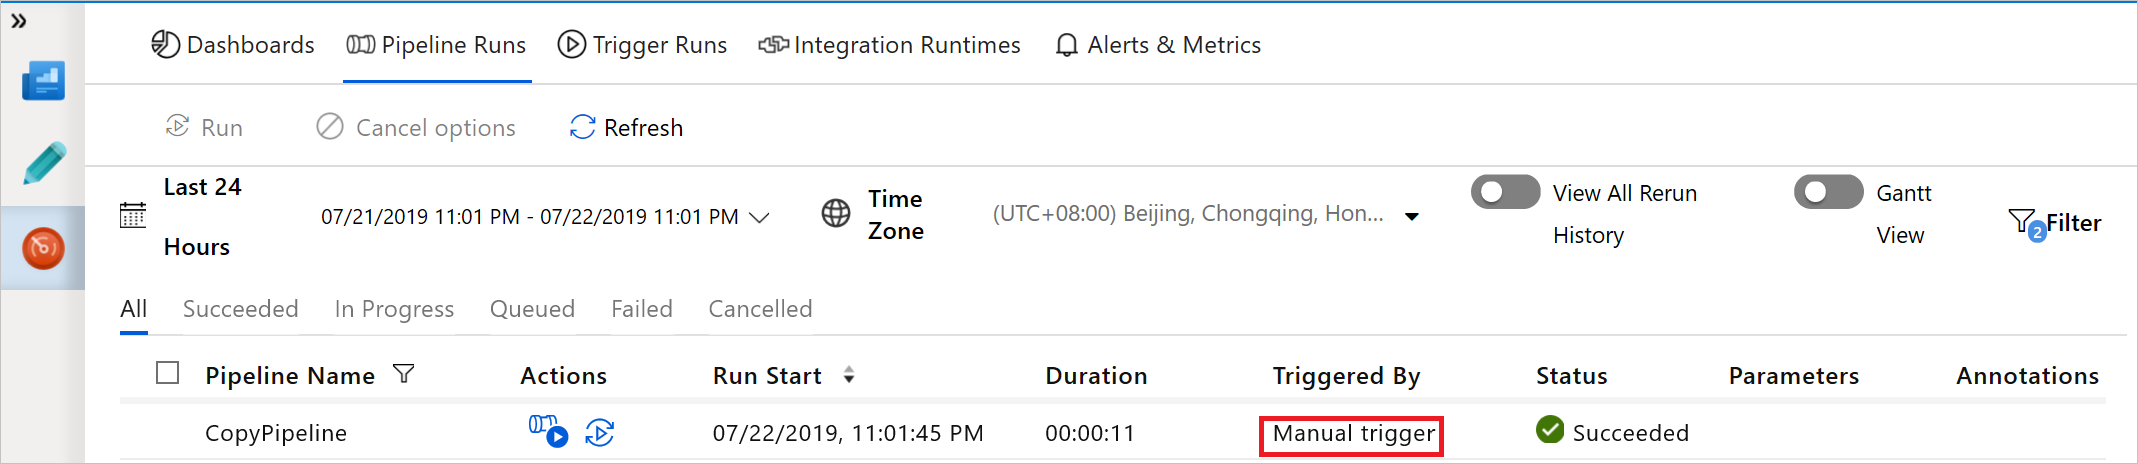 »
Dashboards Pipeline Runs Trigger Runs Integration Runtimes Alerts & Metrics
Run Cancel options Refresh
Last 24 Hours 07/21/2019 11:01 PM - 07/22/2019 11:01 PM Time Zone (UTC+08:00) Beijing, Chongqing, Hon... View All Rerun History Gantt View 2 Filter
All Succeeded In Progress Queued Failed Cancelled
Pipeline Name Actions Run Start Duration Triggered By Status Parameters Annotations
CopyPipeline 07/22/2019, 11:01:45 PM 00:00:11 Manual trigger Succeeded